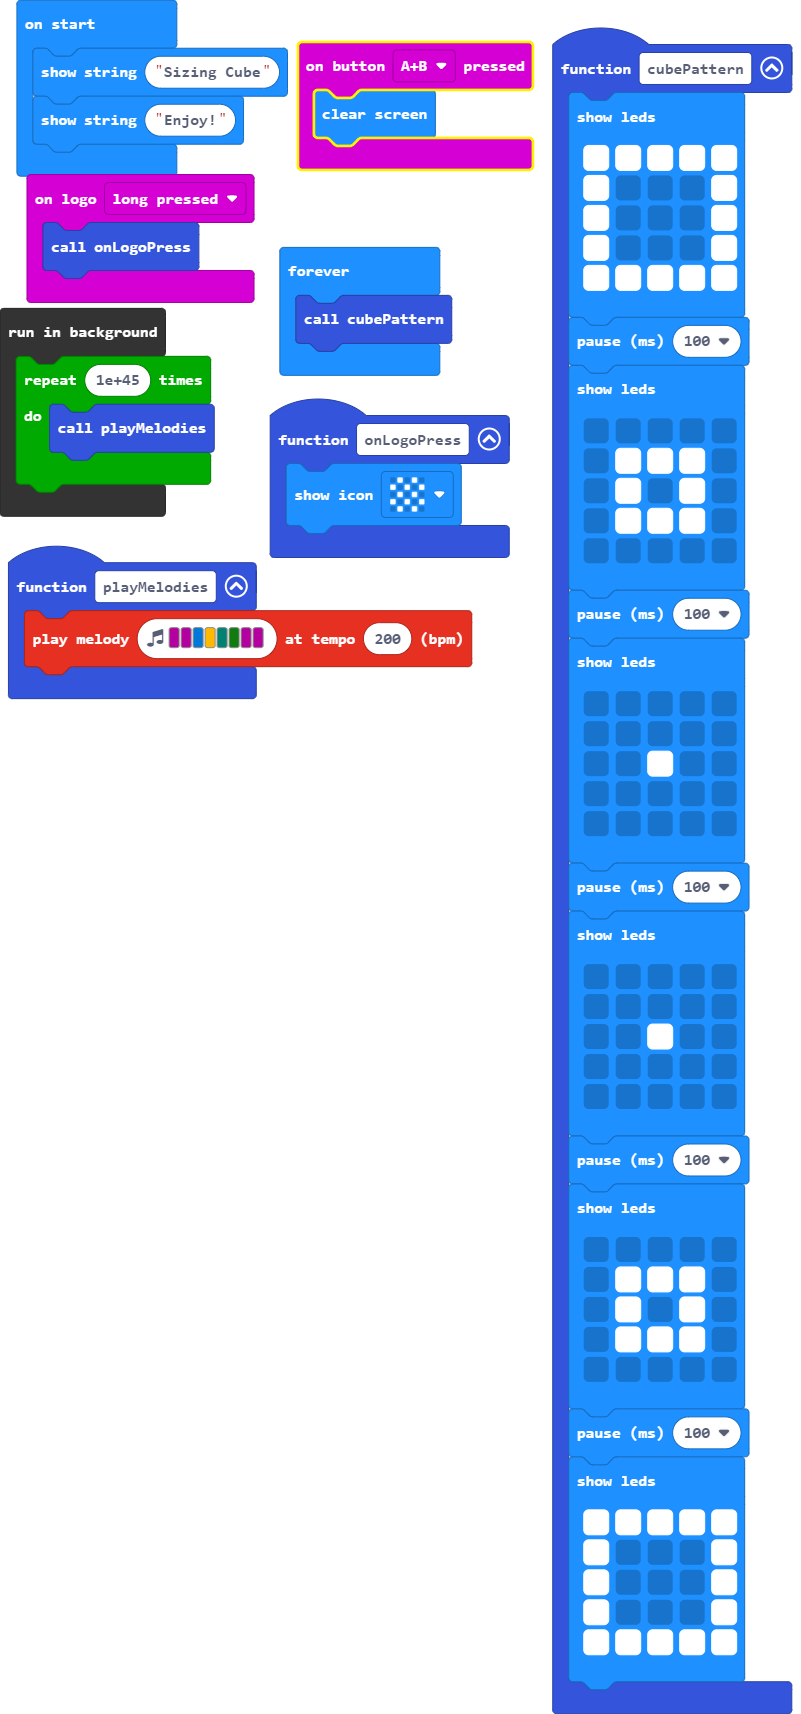 on start
show string "Sizing Cube"
show string "Enjoy!"
on logo long pressed
call onLogoPress
run in background
repeat 1e+45 times
do call playMelodies
function playMelodies
play melody at tempo 200 (bpm)
on button A+B pressed
clear screen
forever
call cubePattern
function onLogoPress
show icon
function cubePattern
show leds
pause (ms) 100
show leds
pause (ms) 100
show leds
pause (ms) 100
show leds
pause (ms) 100
show leds
pause (ms) 100
show leds